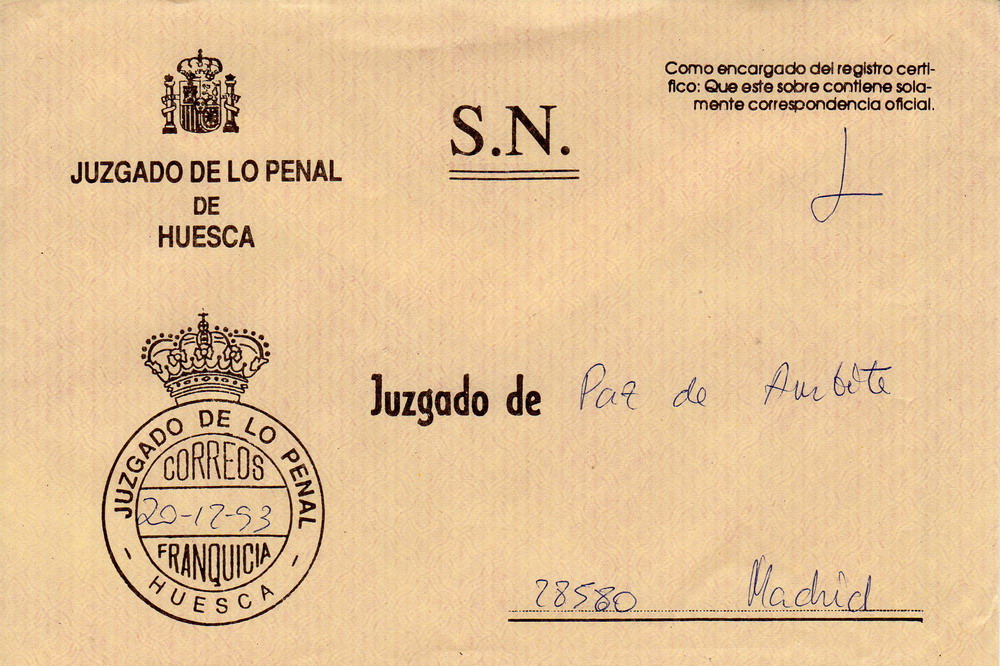 JUZGADO DE LO PENAL
DE
HUESCA
S.N.
Como encargado del registro certi-
fico: Que este sobre contiene sola-
mente correspondencia oficial.
JUZGADO DE LO PENAL
CORREOS
20-12-93
FRANQUICIA
- HUESCA -
Juzgado de Paz de Ambite
28580 Madrid